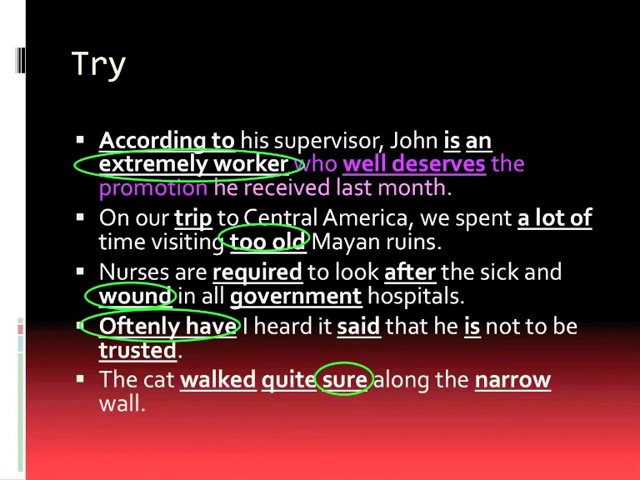 Try
▪ According to his supervisor, John is an
extremely worker who well deserves the
promotion he received last month.
▪ On our trip to Central America, we spent a lot of
time visiting too old Mayan ruins.
▪ Nurses are required to look after the sick and
wound in all government hospitals.
▪ Oftenly have I heard it said that he is not to be
trusted.
▪ The cat walked quite sure along the narrow
wall.